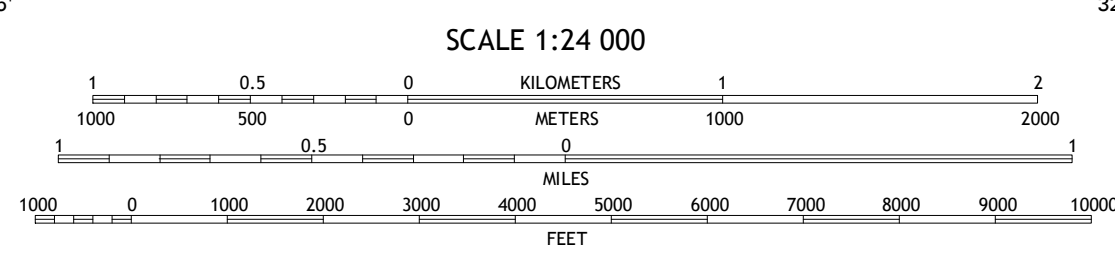 SCALE 1:24 000
1 0.5 0 KILOMETERS 1 2
1000 500 0 METERS 1000 2000
1 0.5 0 1
MILES
1000 0 1000 2000 3000 4000 5000 6000 7000 8000 9000 10000
FEET